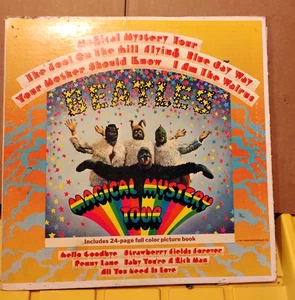 Magical Mystery Tour
The Fool On the Hill Flying Blue Jay Way
Your Mother Should Know I Am The Walrus
BEATLES
MAGICAL MYSTERY
TOUR
Includes 24-page full color picture book
Hello Goodbye Strawberry Fields Forever
Penny Lane Baby You're a Rich Man
All You Need Is Love